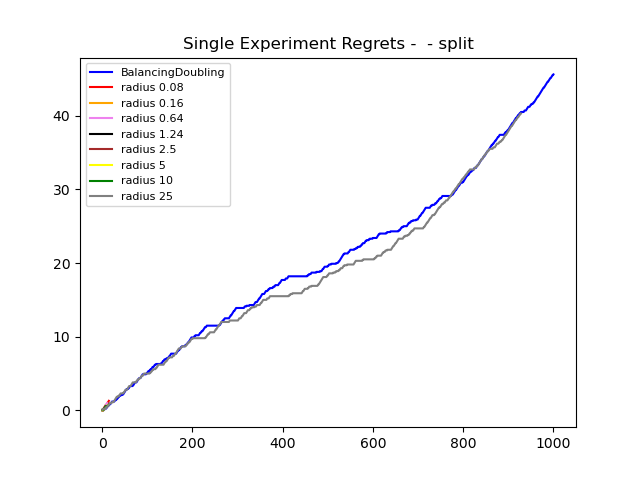 Single Experiment Regrets -  - split
BalancingDoubling
radius 0.08
radius 0.16
radius 0.64
radius 1.24
radius 2.5
radius 5
radius 10
radius 25
40
30
20
10
0
0 200 400 600 800 1000